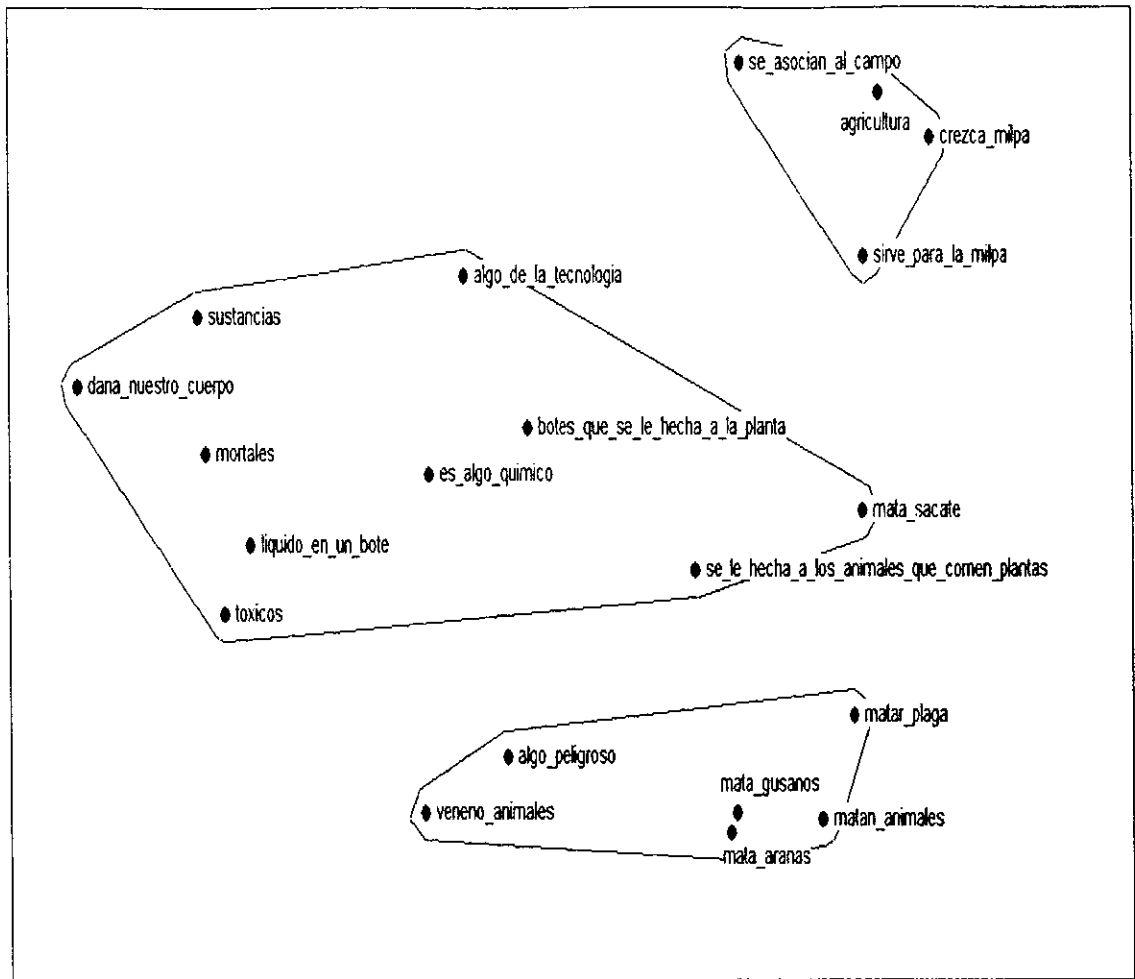 se_asocian_al_campo
agricultura
crezca_milpa
sirve_para_la_milpa
algo_de_la_tecnologia
sustancias
dana_nuestro_cuerpo
botes_que_se_le_hecha_a_la_planta
mortales
es_algo_quimico
mata_sacate
liquido_en_un_bote
se_le_hecha_a_los_animales_que_comen_plantas
toxicos
matar_plaga
algo_peligroso
mata_gusanos
veneno_animales
matan_animales
mata_aranas